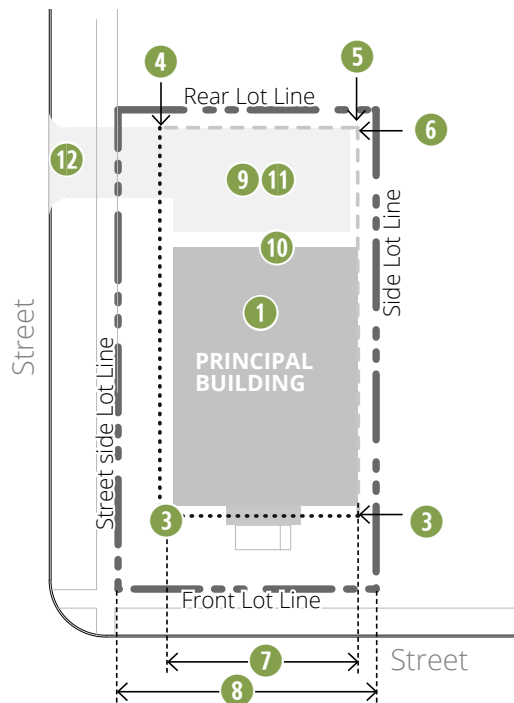 4
5
Rear Lot Line
6
12
9 11
Side Lot Line
10
1
Street
PRINCIPAL
BUILDING
Street side Lot Line
3
3
Front Lot Line
7
Street
8